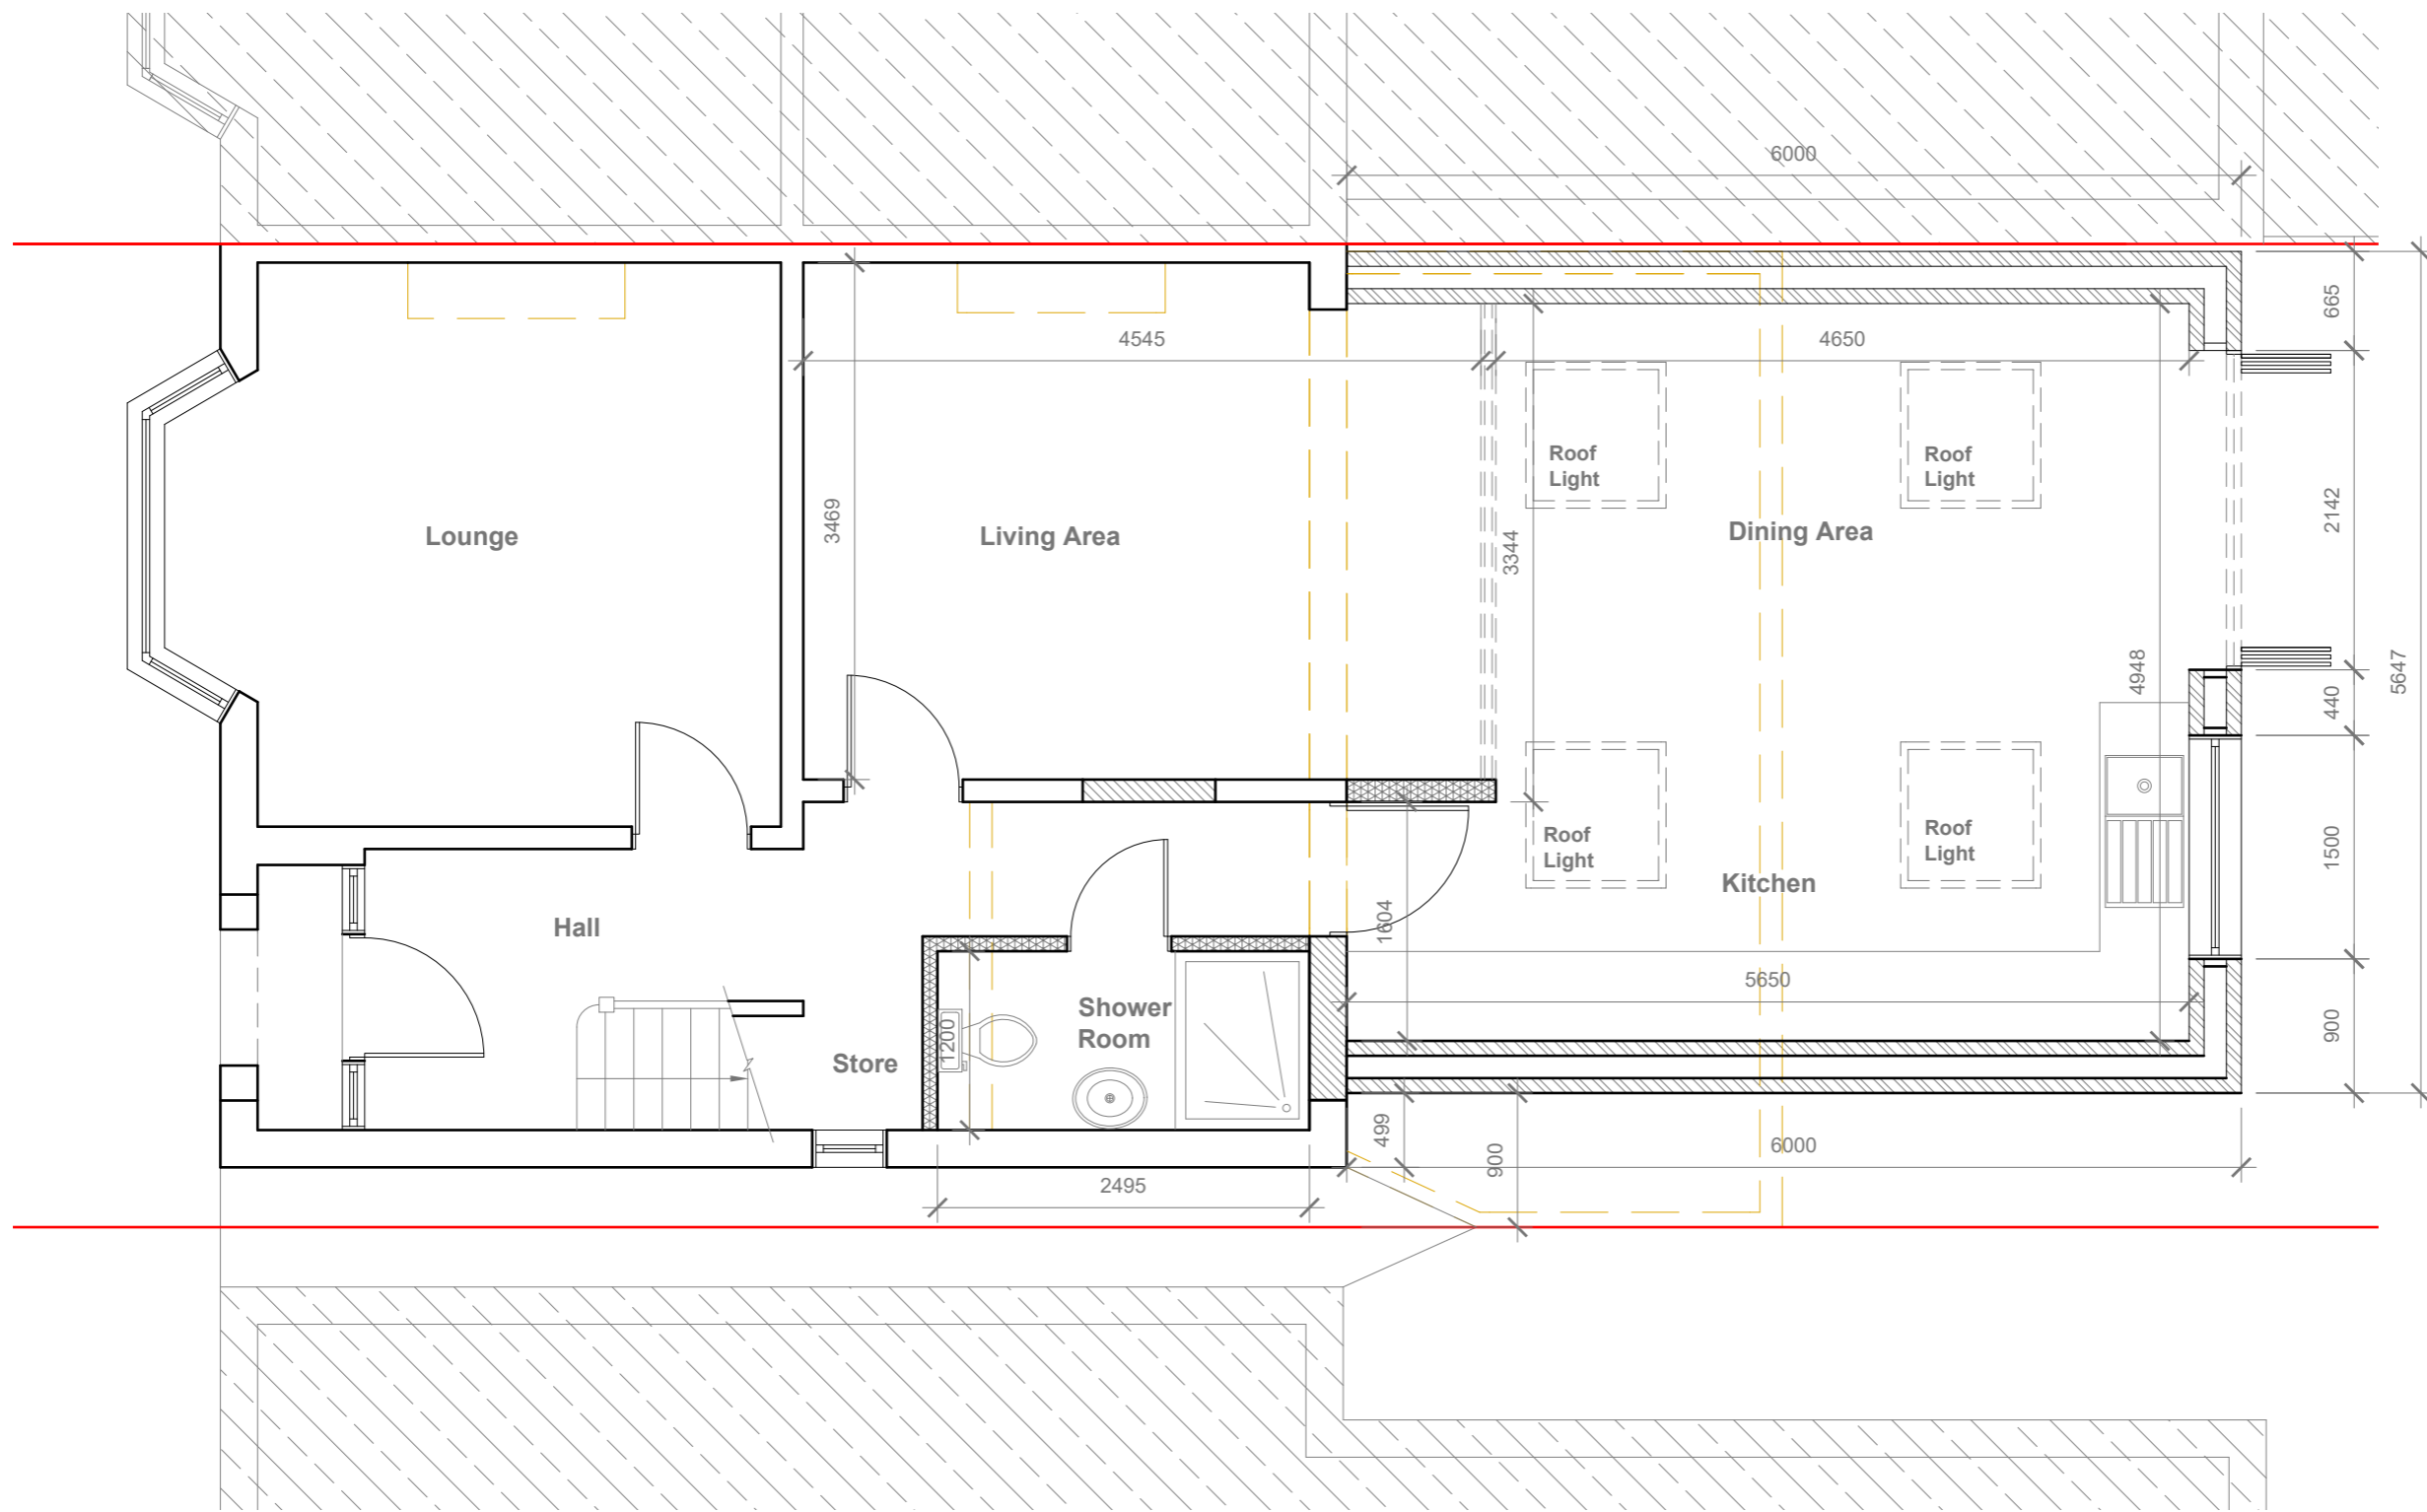 6000
665
4545
4650
Roof
Light
Roof
Light
3469
Lounge
Living Area
3344
Dining Area
2142
4948
5647
440
Roof
Light
Roof
Light
1500
Kitchen
Hall
1604
5650
Shower
Room
1200
Store
900
499
900
6000
2495